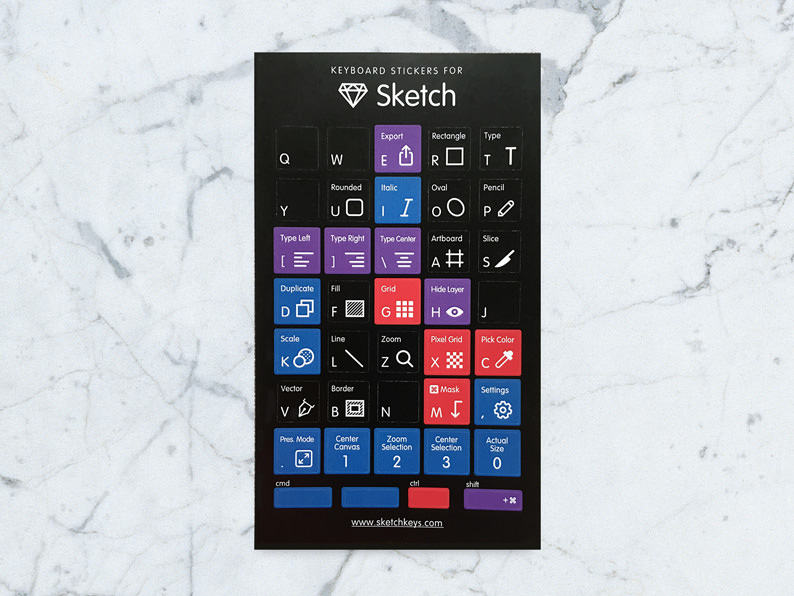 KEYBOARD STICKERS FOR
Sketch
Q
W
Export
E
Rectangle
R
Type
T T
Y
Rounded
U
Italic
I I
Oval
O
Pencil
P
Type Left
[
Type Right
]
Type Center
\
Artboard
A
Slice
S
Duplicate
D
Fill
F
Grid
G
Hide Layer
H
J
Scale
K
Line
L
Zoom
Z
Pixel Grid
X
Pick Color
C
Vector
V
Border
B
N
Mask
M
Settings
,
Pres. Mode
.
Center
Canvas
1
Zoom
Selection
2
Center
Selection
3
Actual
Size
0
cmd
ctrl
shift
+⌘
www.sketchkeys.com